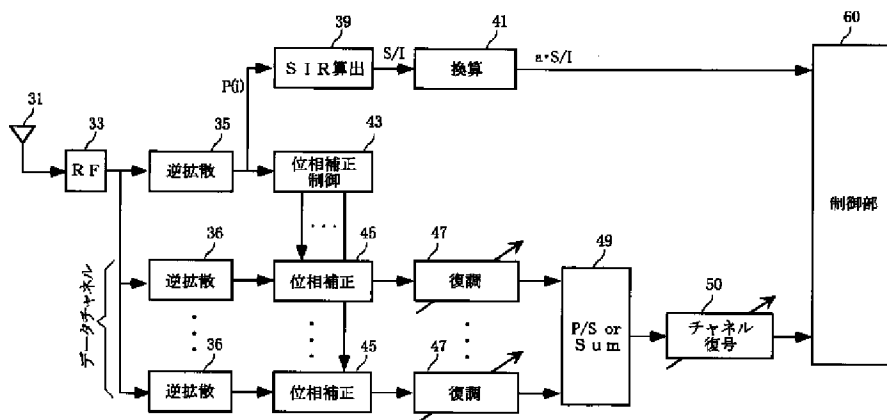 39
41
60
SIR算出
S/I
換算
a・S/I
P(i)
31
33
35
43
RF
逆拡散
位相補正
制御
制御部
・・・
36
45
47
49
逆拡散
位相補正
復調
データチャネル
50
P/S or
Sum
チャネル
復号
36
45
47
逆拡散
位相補正
復調